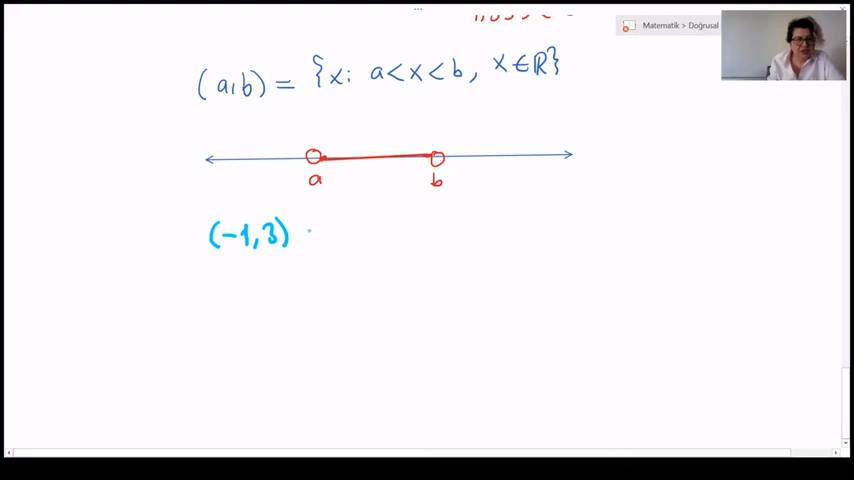 Matematik > Doğrusal
(a,b) = {x: a<x<b, x∈ℝ}
a b
(-1,3)